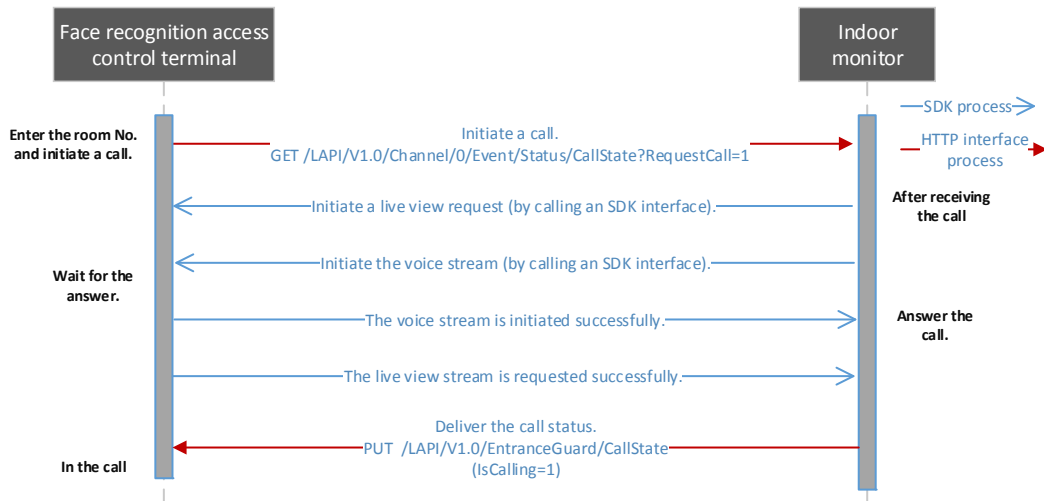 Face recognition access
control terminal
Indoor
monitor
SDK process
Enter the room No.
and initiate a call.
Initiate a call.
GET /LAPI/V1.0/Channel/0/Event/Status/CallState?RequestCall=1
HTTP interface
process
Initiate a live view request (by calling an SDK interface).
After receiving
the call
Initiate the voice stream (by calling an SDK interface).
Wait for the
answer.
The voice stream is initiated successfully.
Answer the
call.
The live view stream is requested successfully.
Deliver the call status.
PUT /LAPI/V1.0/EntranceGuard/CallState
(IsCalling=1)
In the call